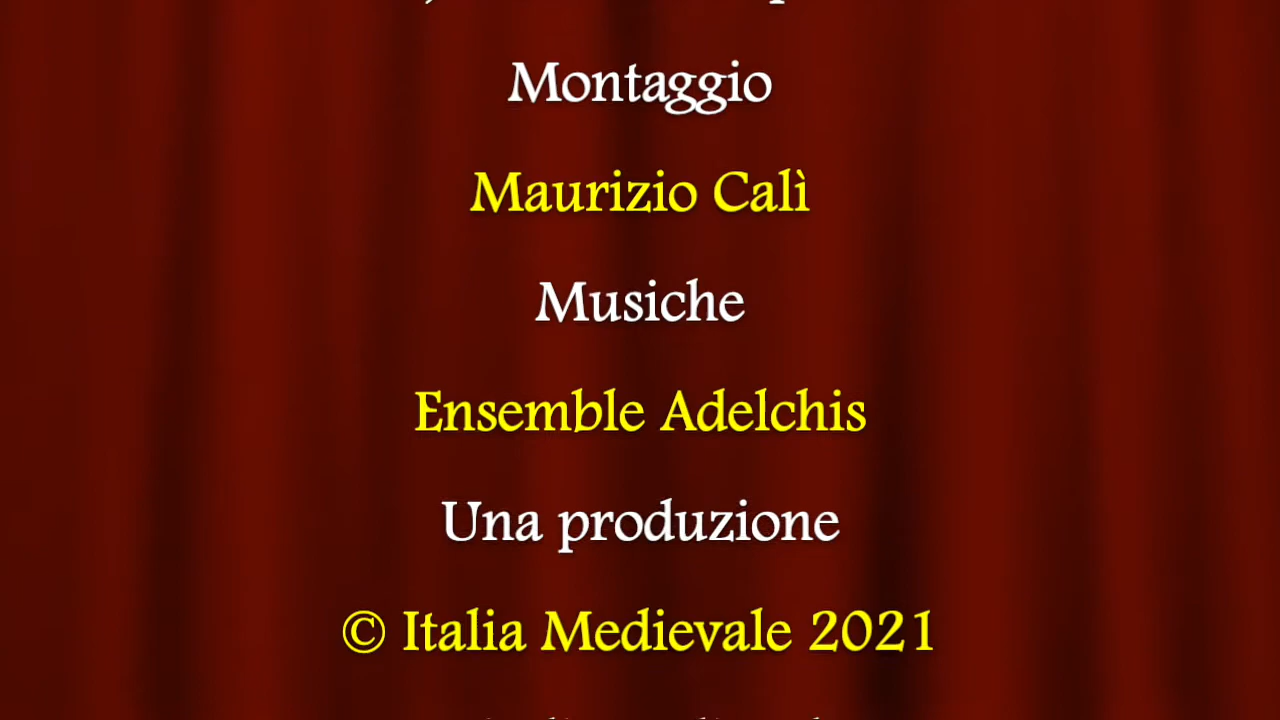 Montaggio
Maurizio Calì
Musiche
Ensemble Adelchis
Una produzione
© Italia Medievale 2021